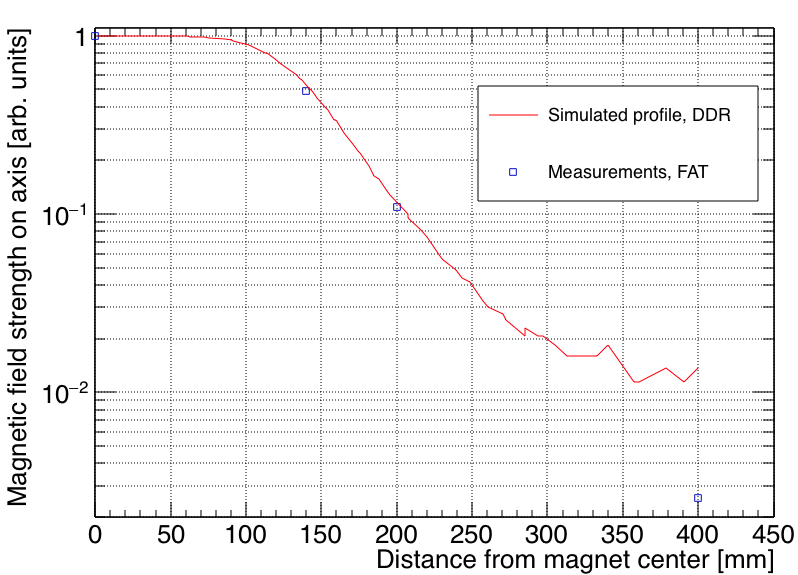 Magnetic field strength on axis [arb. units]
1
10⁻¹
10⁻²
Simulated profile, DDR
Measurements, FAT
0 50 100 150 200 250 300 350 400 450
Distance from magnet center [mm]